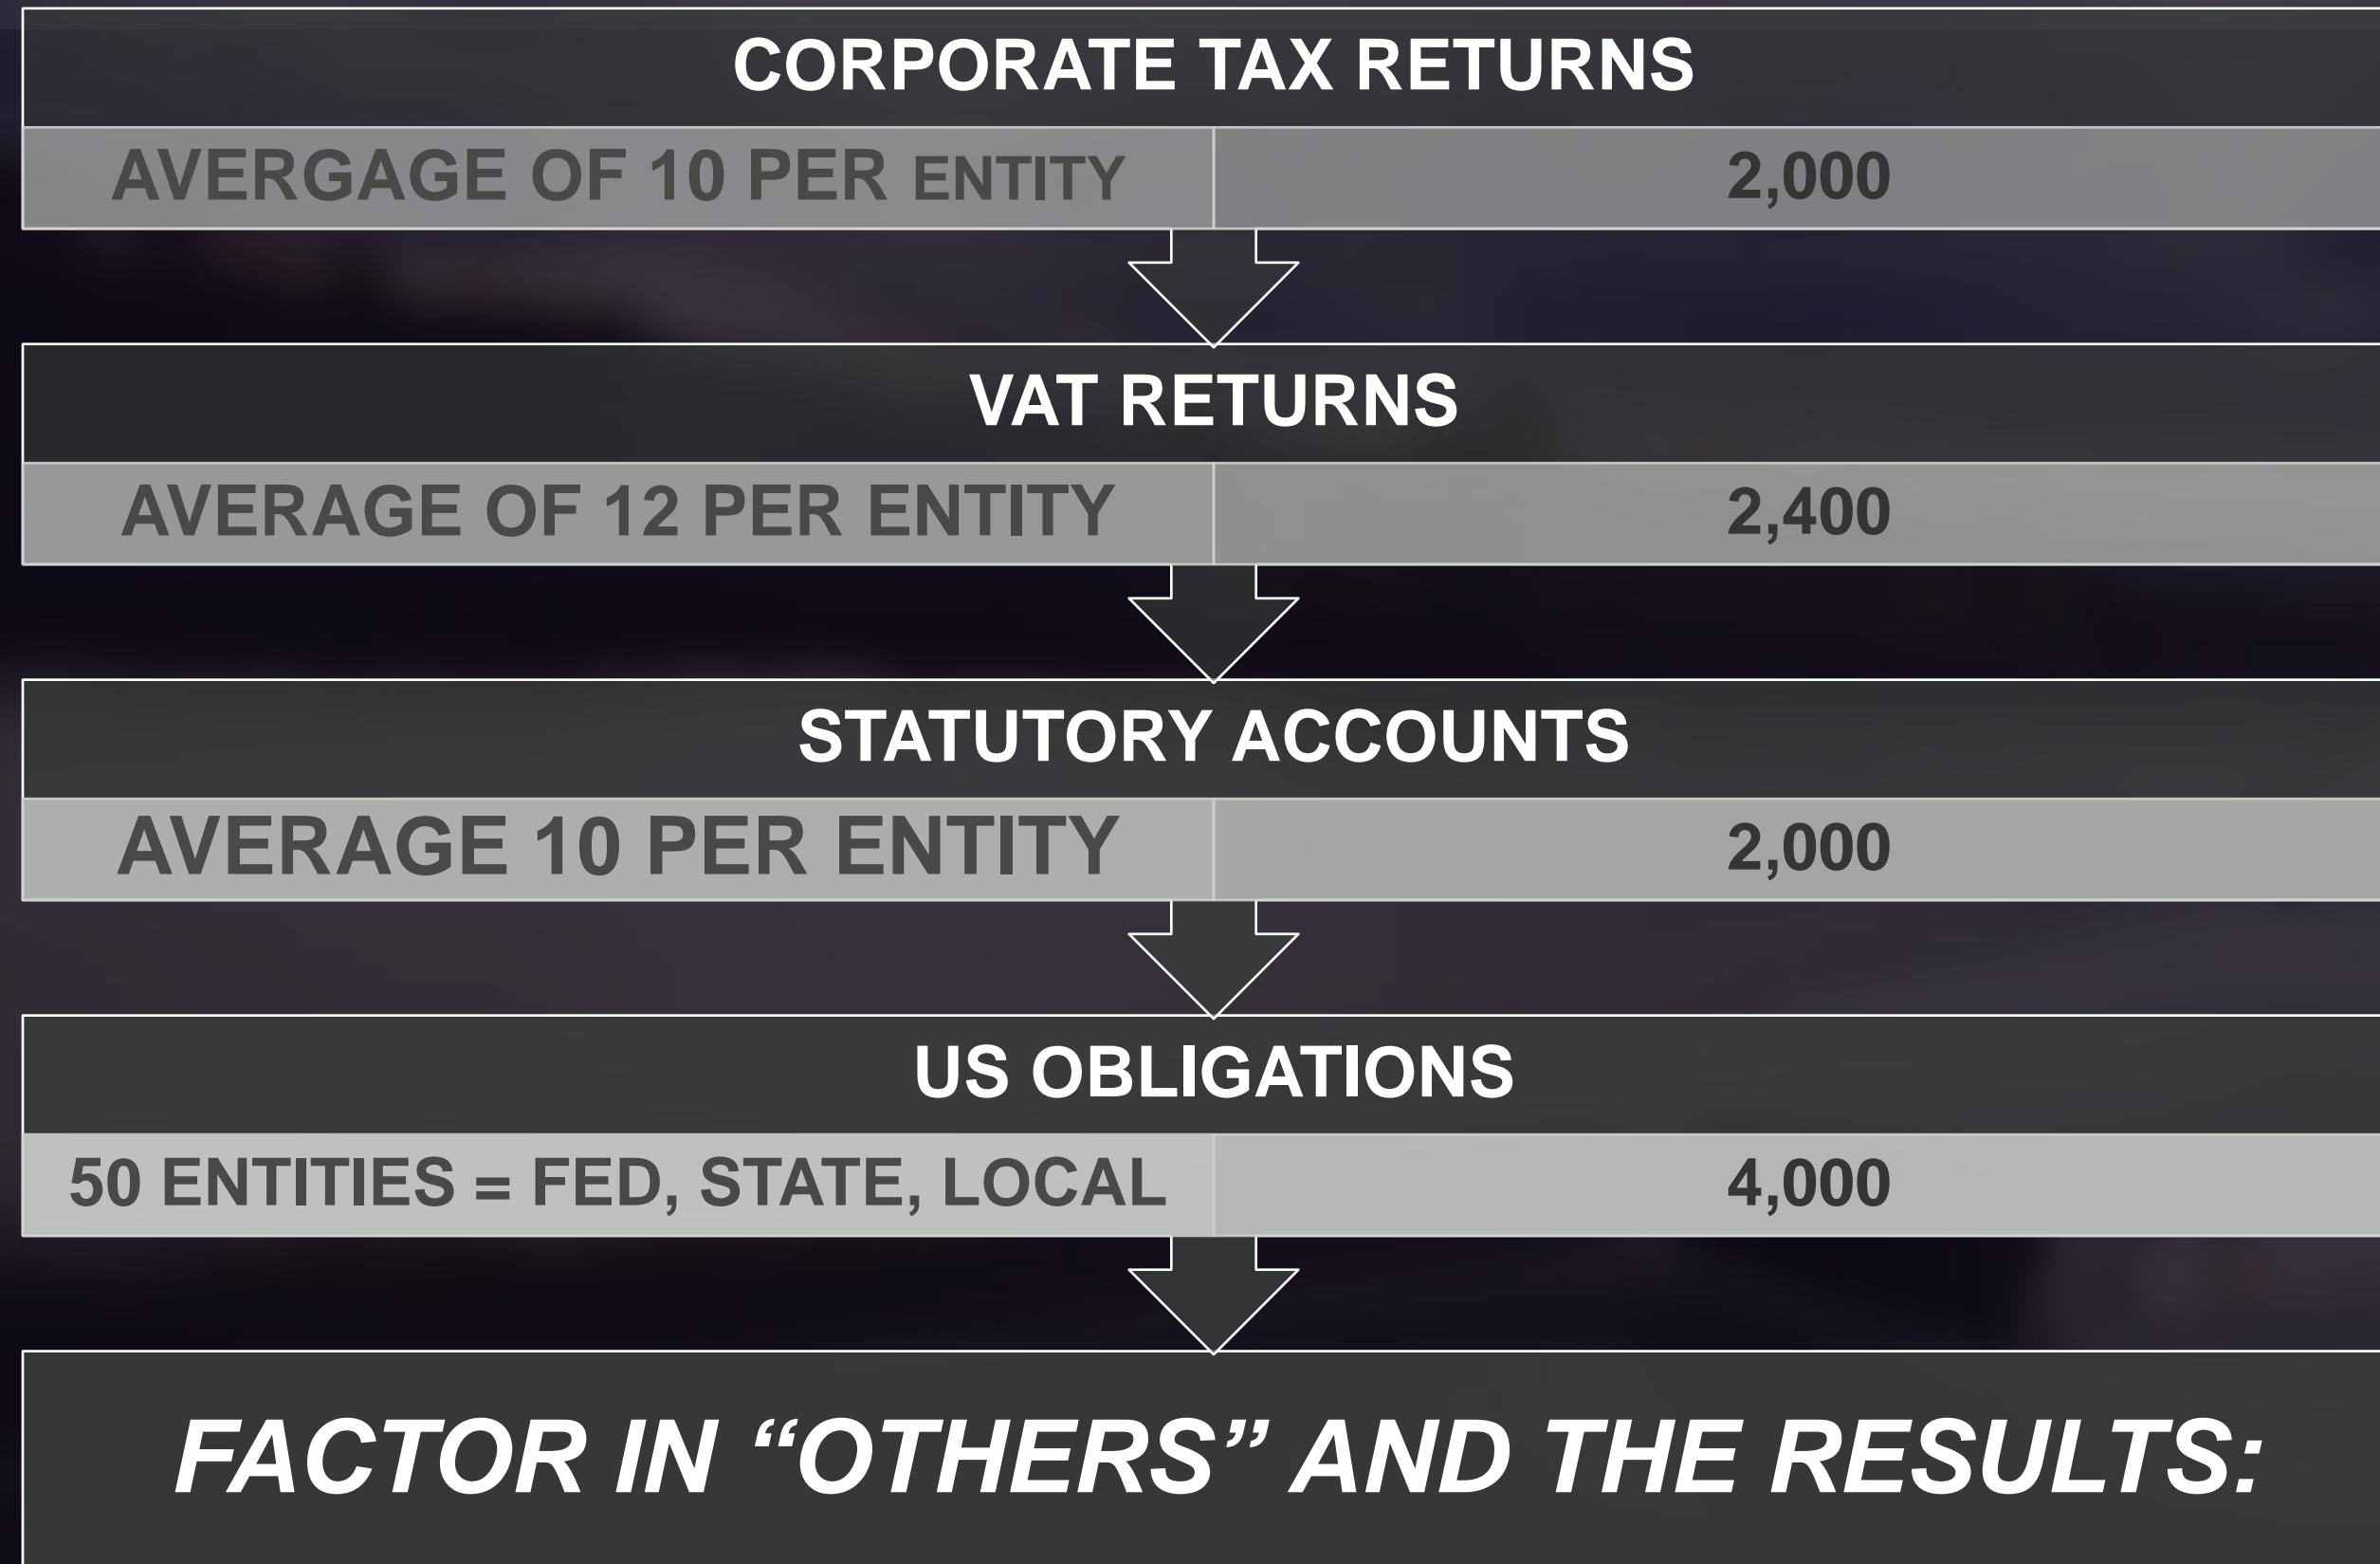 CORPORATE TAX RETURNS
AVERGAGE OF 10 PER ENTITY
2,000
VAT RETURNS
AVERAGE OF 12 PER ENTITY
2,400
STATUTORY ACCOUNTS
AVERAGE 10 PER ENTITY
2,000
US OBLIGATIONS
50 ENTITIES = FED, STATE, LOCAL
4,000
FACTOR IN “OTHERS” AND THE RESULTS: